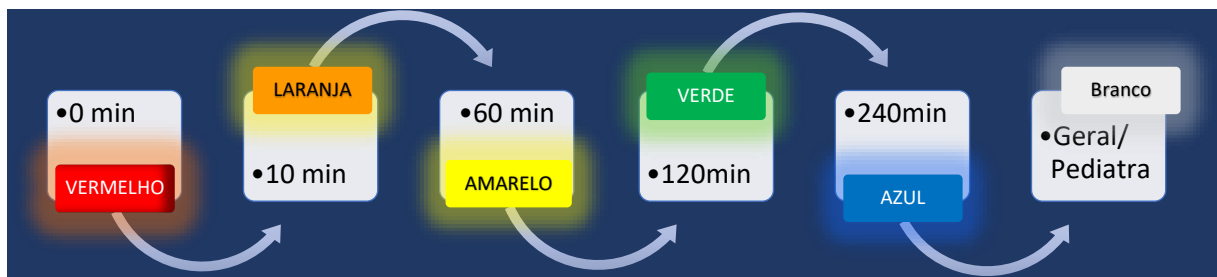 •0 min
VERMELHO
LARANJA
•10 min
•60 min
AMARELO
VERDE
•120min
•240min
AZUL
Branco
•Geral/
Pediatra